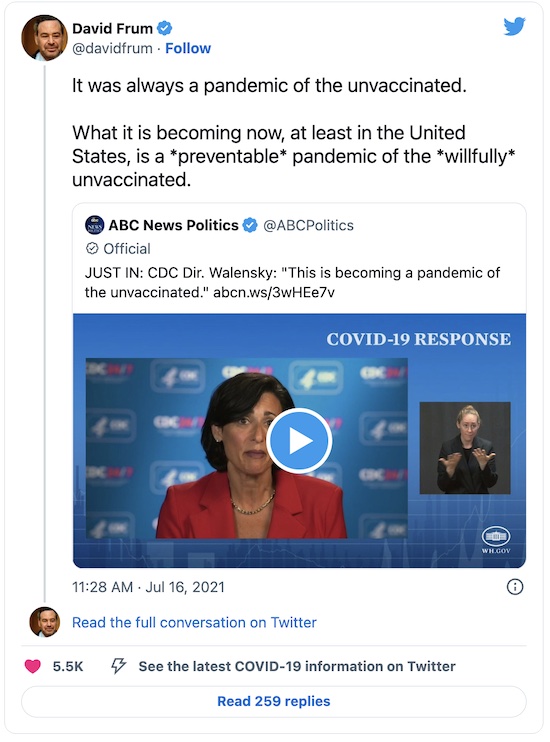 David Frum
@davidfrum · Follow
It was always a pandemic of the unvaccinated.
What it is becoming now, at least in the United
States, is a *preventable* pandemic of the *willfully*
unvaccinated.
ABC News Politics @ABCPolitics
Official
JUST IN: CDC Dir. Walensky: "This is becoming a pandemic of
the unvaccinated." abcn.ws/3wHEe7v
COVID-19 RESPONSE
CDC
WH.GOV
11:28 AM · Jul 16, 2021
Read the full conversation on Twitter
5.5K See the latest COVID-19 information on Twitter
Read 259 replies